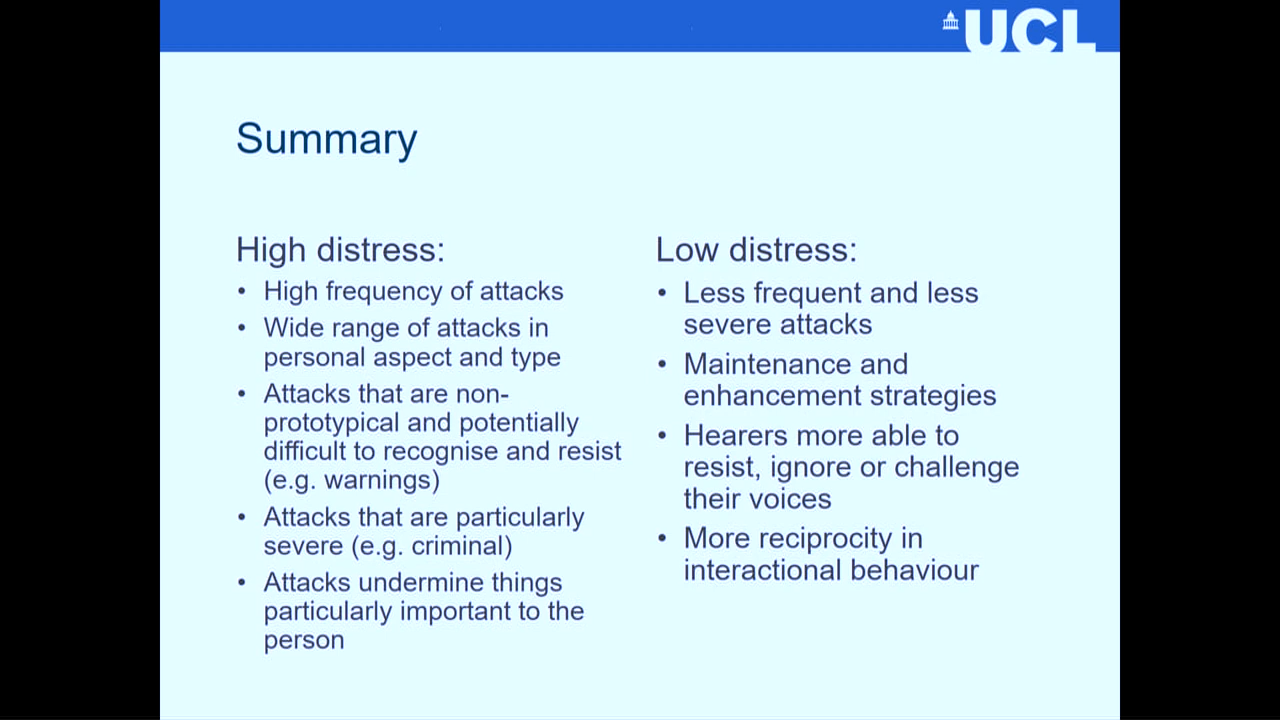 UCL
Summary
High distress:
• High frequency of attacks
• Wide range of attacks in
personal aspect and type
• Attacks that are non-
prototypical and potentially
difficult to recognise and resist
(e.g. warnings)
• Attacks that are particularly
severe (e.g. criminal)
• Attacks undermine things
particularly important to the
person
Low distress:
• Less frequent and less
severe attacks
• Maintenance and
enhancement strategies
• Hearers more able to
resist, ignore or challenge
their voices
• More reciprocity in
interactional behaviour